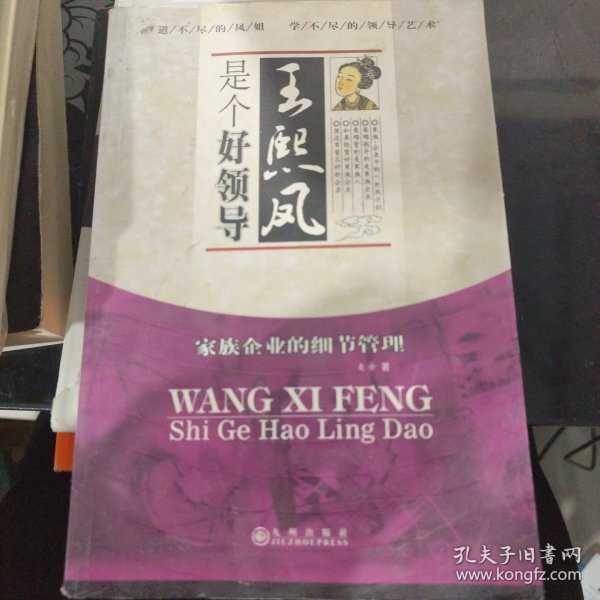 道/不/尽/的/凤/姐 学/不/尽/的/领/导/艺/术
王熙凤
是个好领导
家族企业的细节管理
著
WANG XI FENG
Shi Ge Hao Ling Dao
九州出版社
JIUZHOUPRESS
孔夫子旧书网
www.kongfz.com